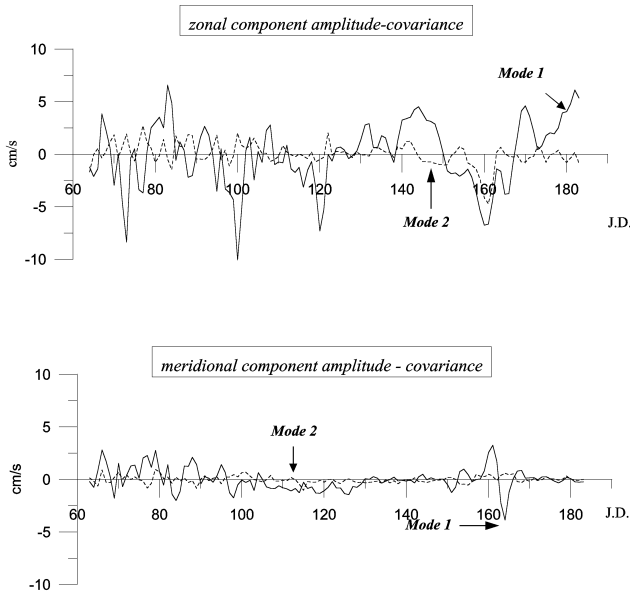 zonal component amplitude-covariance
10
5
0
-5
-10
cm/s
60 80 100 120 140 160 180
J.D.
Mode 1
Mode 2
meridional component amplitude - covariance
10
5
0
-5
-10
cm/s
60 80 100 120 140 160 180
J.D.
Mode 2
Mode 1